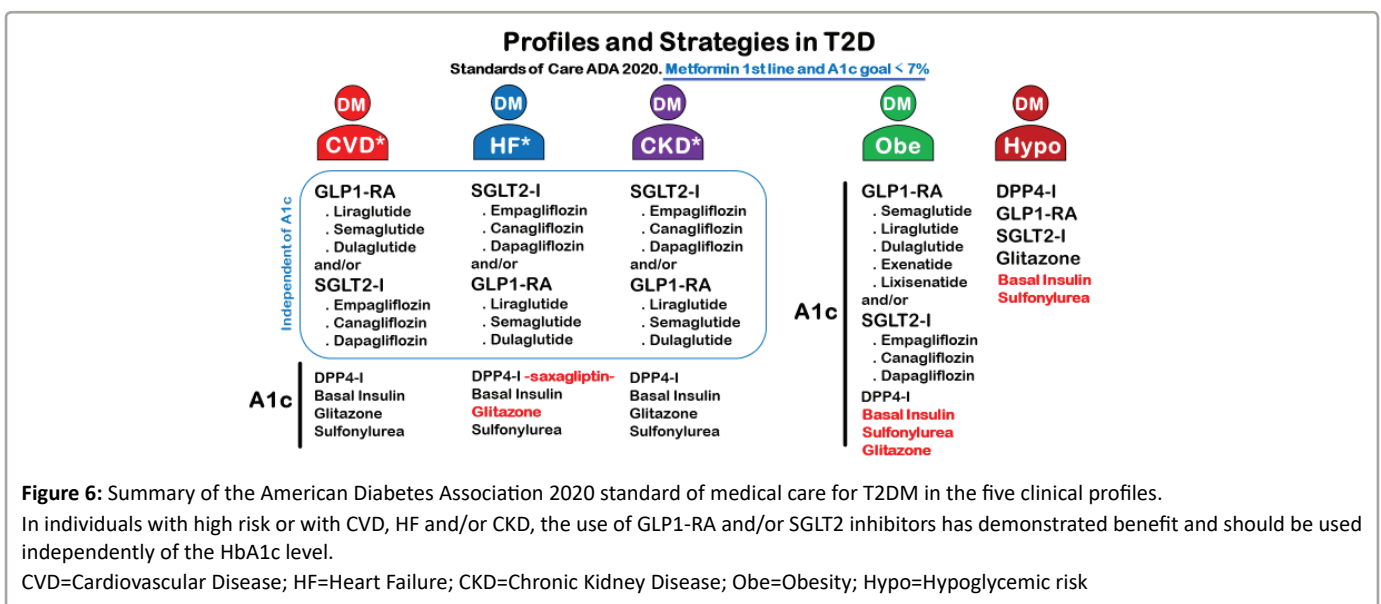 Profiles and Strategies in T2D
Standards of Care ADA 2020. Metformin 1st line and A1c goal < 7%
DM
CVD*
DM
HF*
DM
CKD*
DM
Obe
DM
Hypo
Independent of A1c
GLP1-RA
. Liraglutide
. Semaglutide
. Dulaglutide
and/or
SGLT2-I
. Empagliflozin
. Canagliflozin
. Dapagliflozin
SGLT2-I
. Empagliflozin
. Canagliflozin
. Dapagliflozin
and/or
GLP1-RA
. Liraglutide
. Semaglutide
. Dulaglutide
SGLT2-I
. Empagliflozin
. Canagliflozin
. Dapagliflozin
and/or
GLP1-RA
. Liraglutide
. Semaglutide
. Dulaglutide
A1c
DPP4-I
Basal Insulin
Glitazone
Sulfonylurea
DPP4-I -saxagliptin-
Basal Insulin
Glitazone
Sulfonylurea
DPP4-I
Basal Insulin
Glitazone
Sulfonylurea
A1c
GLP1-RA
. Semaglutide
. Liraglutide
. Dulaglutide
. Exenatide
. Lixisenatide
and/or
SGLT2-I
. Empagliflozin
. Canagliflozin
. Dapagliflozin
DPP4-I
Basal Insulin
Sulfonylurea
Glitazone
DPP4-I
GLP1-RA
SGLT2-I
Glitazone
Basal Insulin
Sulfonylurea
Figure 6: Summary of the American Diabetes Association 2020 standard of medical care for T2DM in the five clinical profiles.
In individuals with high risk or with CVD, HF and/or CKD, the use of GLP1-RA and/or SGLT2 inhibitors has demonstrated benefit and should be used
independently of the HbA1c level.
CVD=Cardiovascular Disease; HF=Heart Failure; CKD=Chronic Kidney Disease; Obe=Obesity; Hypo=Hypoglycemic risk